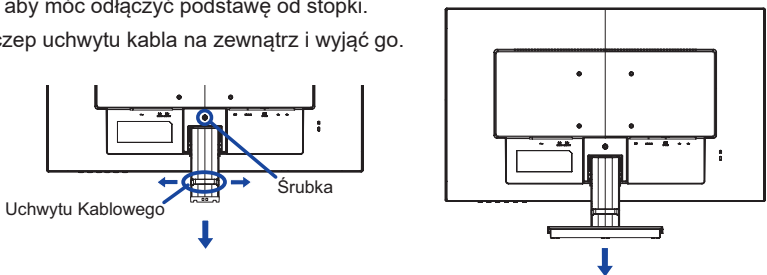 aby móc odłączyć podstawę od stopki.
czep uchwytu kabla na zewnątrz i wyjąć go.
Śrubka
Uchwytu Kablowego